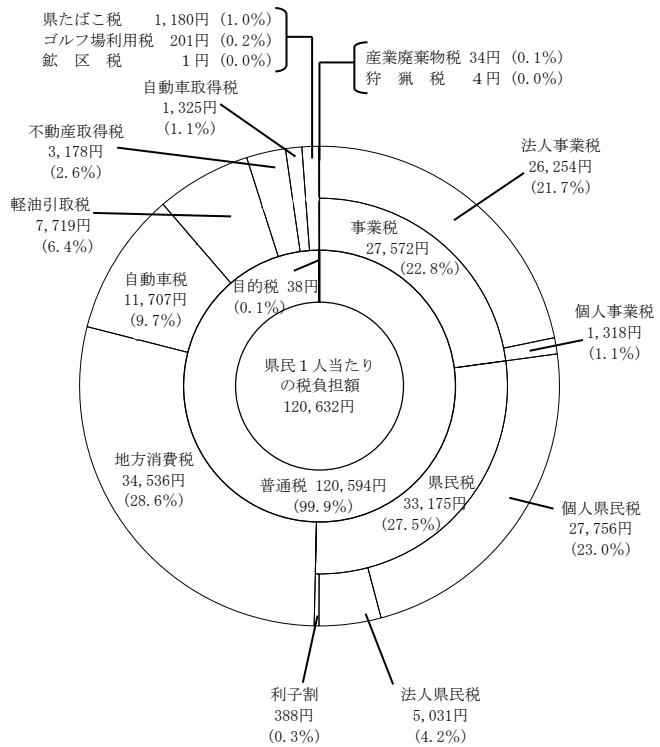 県たばこ税 1,180円 (1.0%)
ゴルフ場利用税 201円 (0.2%)
鉱区税 1円 (0.0%)
産業廃棄物税 34円 (0.1%)
狩猟税 4円 (0.0%)
自動車取得税
1,325円
(1.1%)
不動産取得税
3,178円
(2.6%)
軽油引取税
7,719円
(6.4%)
自動車税
11,707円
(9.7%)
地方消費税
34,536円
(28.6%)
法人事業税
26,254円
(21.7%)
事業税
27,572円
(22.8%)
個人事業税
1,318円
(1.1%)
目的税 38円
(0.1%)
県民1人当たり
の税負担額
120,632円
普通税 120,594円
(99.9%)
県民税
33,175円
(27.5%)
個人県民税
27,756円
(23.0%)
利子割
388円
(0.3%)
法人県民税
5,031円
(4.2%)